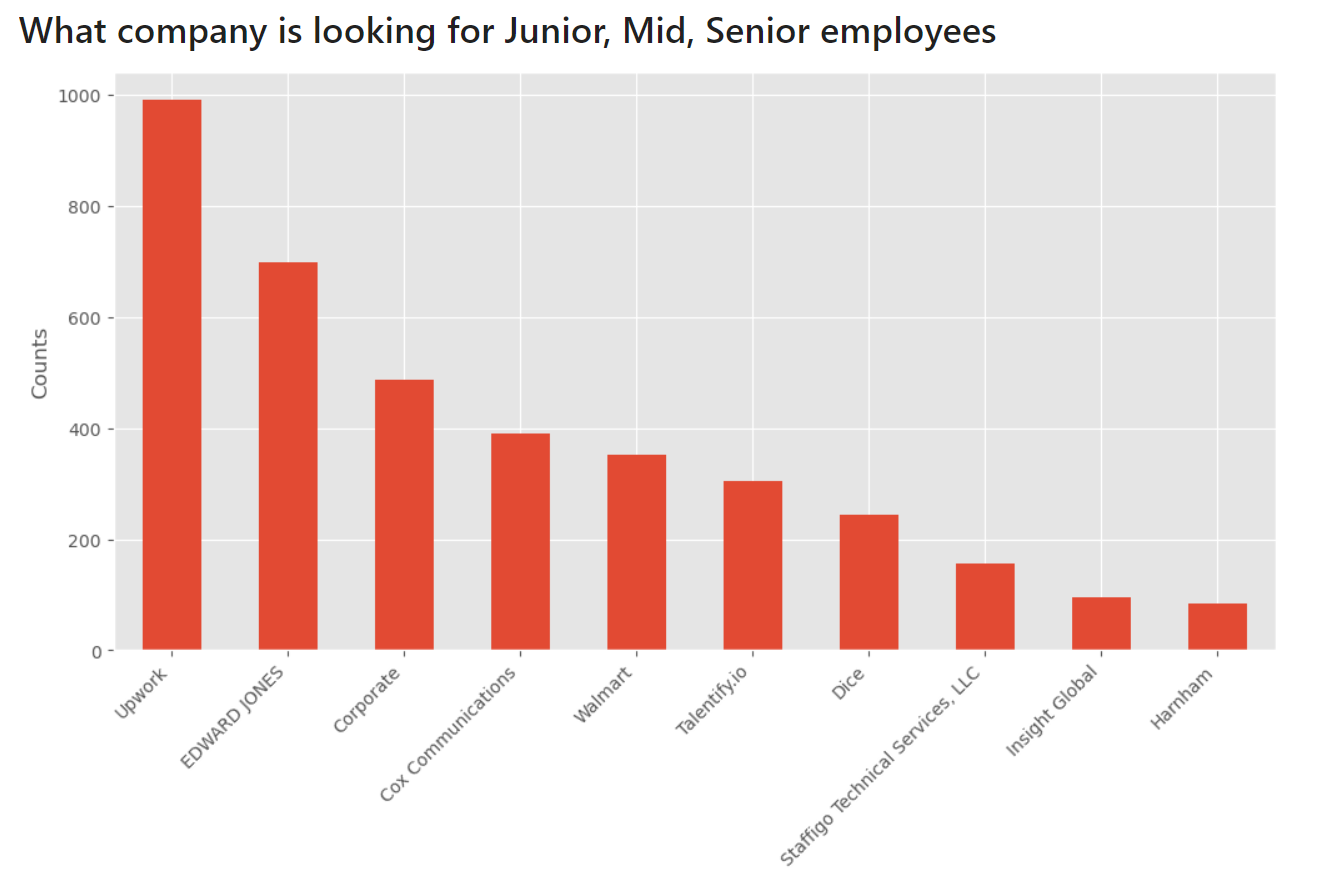 What company is looking for Junior, Mid, Senior employees
1000
800
600
400
200
0
Counts
Upwork
EDWARD JONES
Corporate
Cox Communications
Walmart
Talentify.io
Dice
Staffigo Technical Services, LLC
Insight Global
Harnham